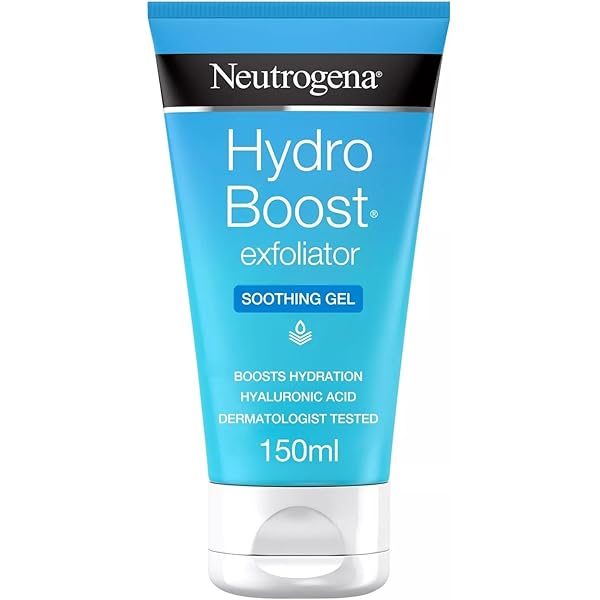 Neutrogena®
Hydro
Boost®
exfoliator
SOOTHING GEL
BOOSTS HYDRATION
HYALURONIC ACID
DERMATOLOGIST TESTED
150ml